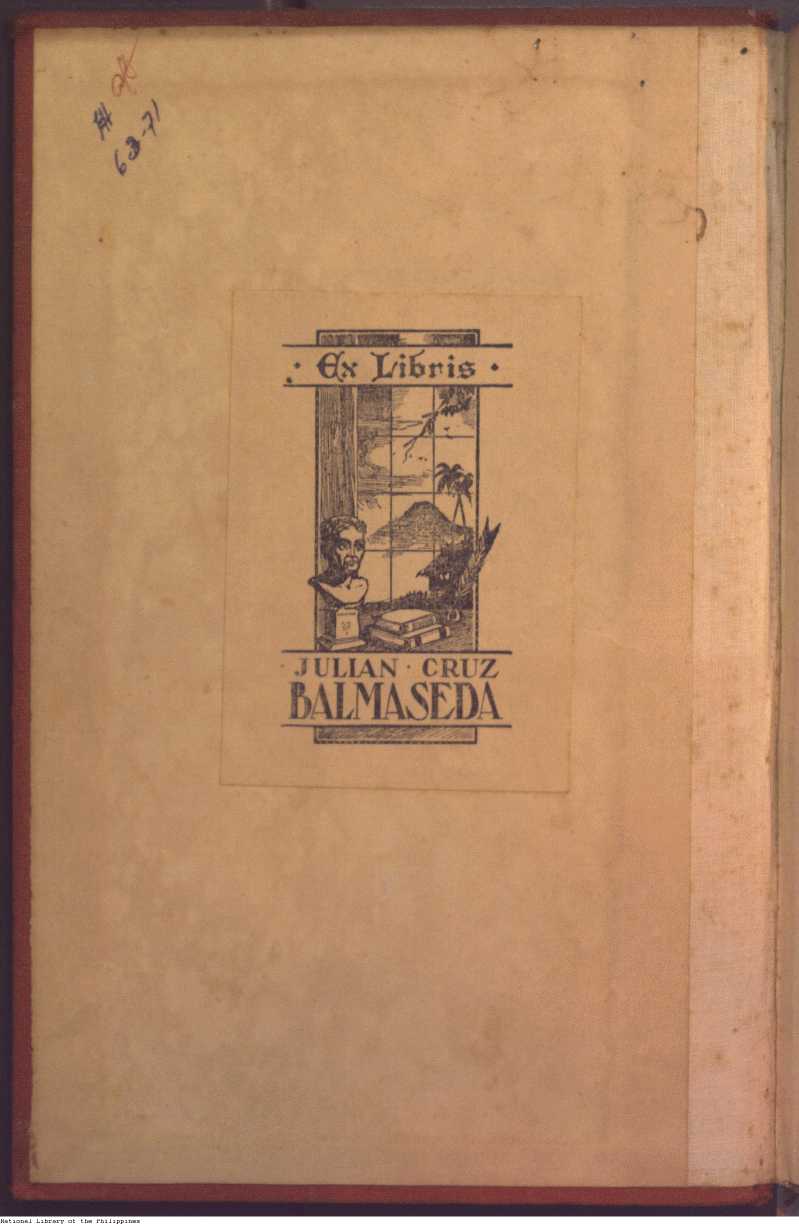 63-71
· Ex Libris ·
· JULIAN · CRUZ
BALMASEDA
National Library of the Philippines